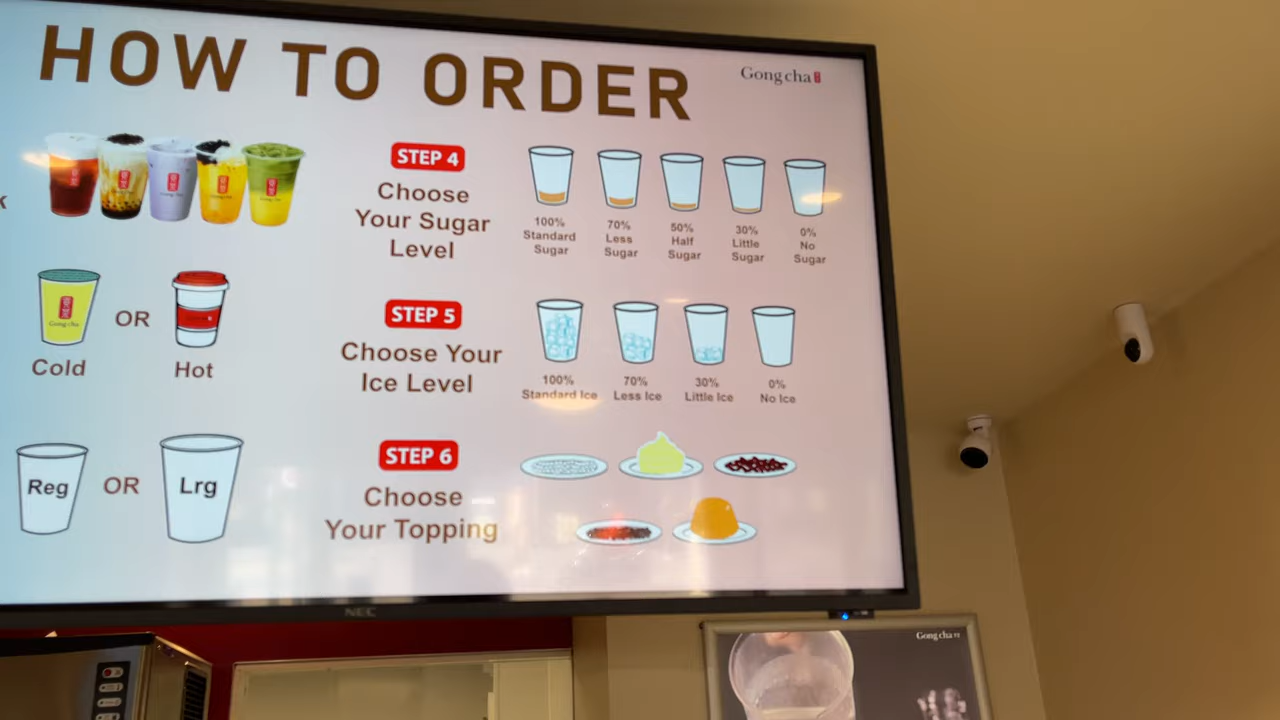 HOW TO ORDER
Gong cha
Cold
OR
Hot
Reg
OR
Lrg
STEP 4
Choose
Your Sugar
Level
100%
Standard
Sugar
70%
Less
Sugar
50%
Half
Sugar
30%
Little
Sugar
0%
No
Sugar
STEP 5
Choose Your
Ice Level
100%
Standard Ice
70%
Less Ice
30%
Little Ice
0%
No Ice
STEP 6
Choose
Your Topping
NEC
Gong cha